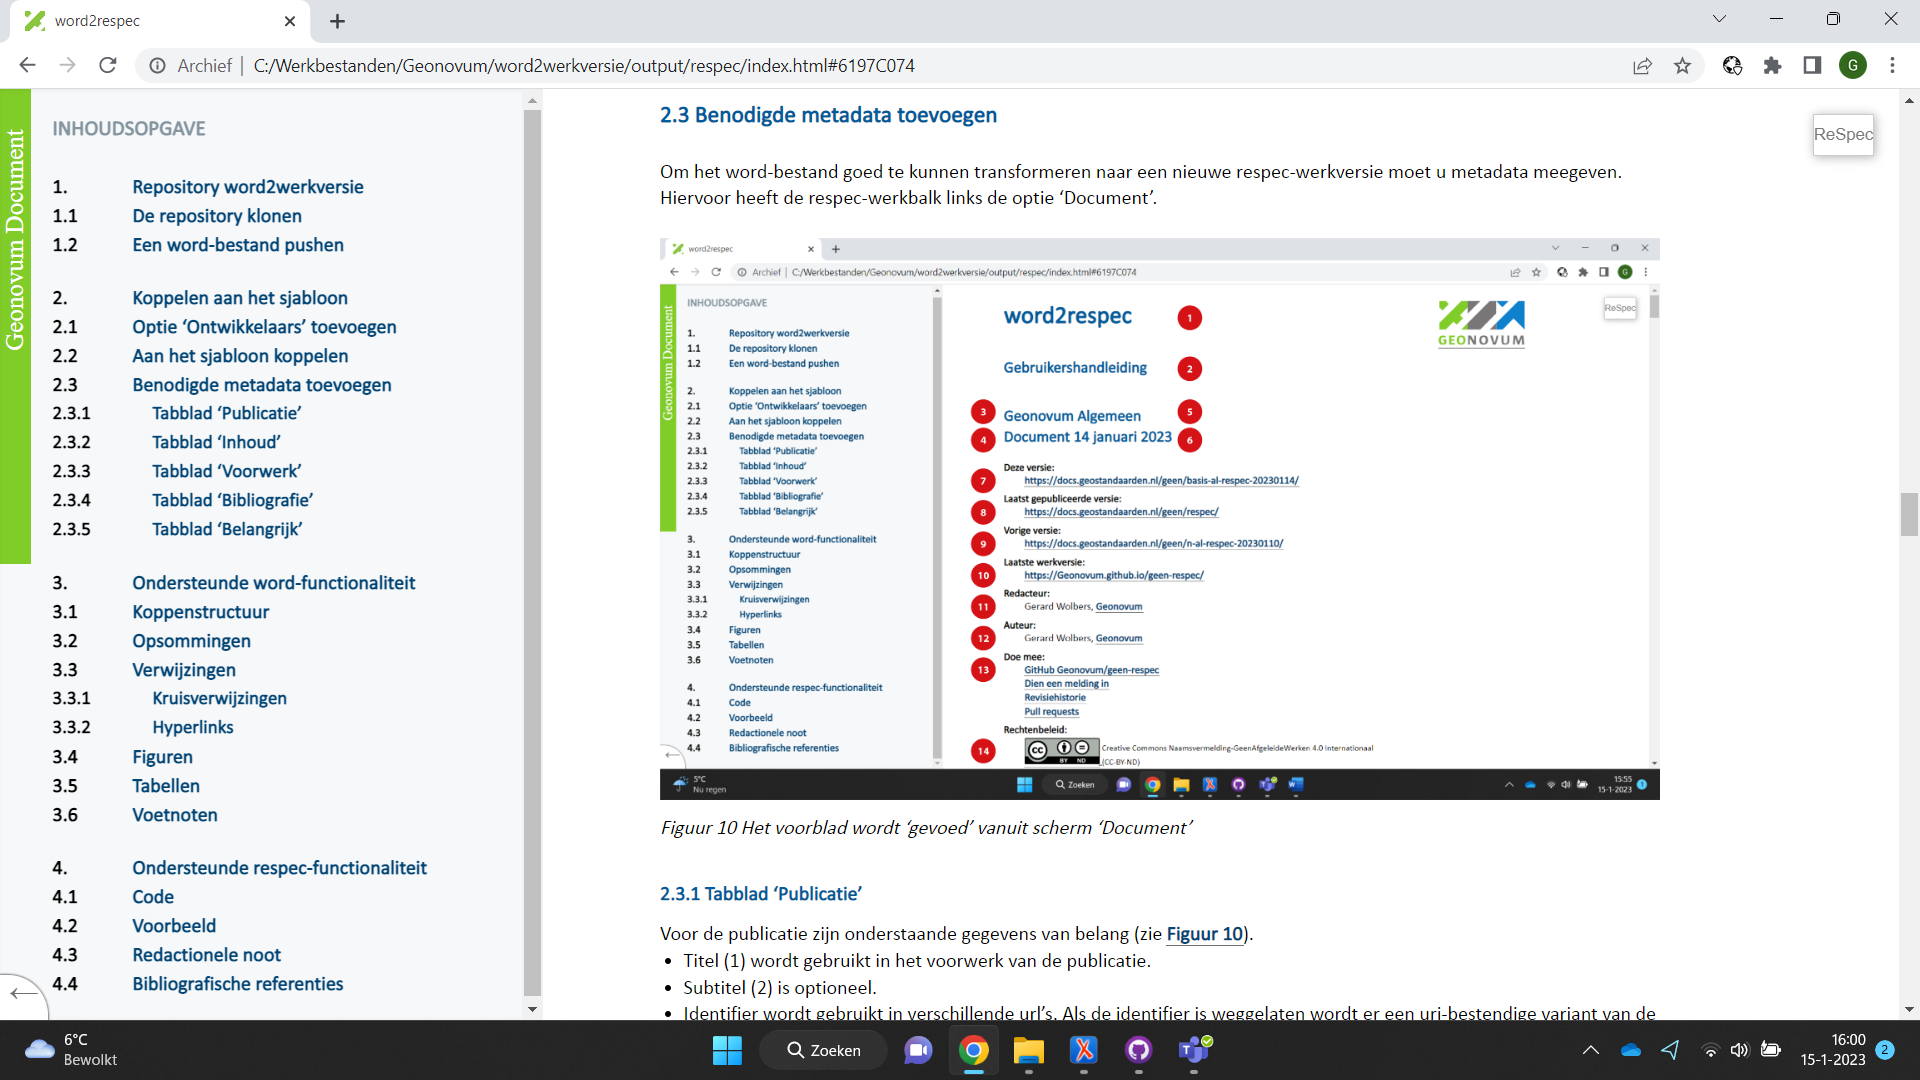 word2respec
Archief | C:/Werkbestanden/Geonovum/word2werkversie/output/respec/index.html#6197C074
G
Geonovum Document
INHOUDSOPGAVE
1. Repository word2werkversie
1.1 De repository klonen
1.2 Een word-bestand pushen
2. Koppelen aan het sjabloon
2.1 Optie ‘Ontwikkelaars’ toevoegen
2.2 Aan het sjabloon koppelen
2.3 Benodigde metadata toevoegen
2.3.1 Tabblad ‘Publicatie’
2.3.2 Tabblad ‘Inhoud’
2.3.3 Tabblad ‘Voorwerk’
2.3.4 Tabblad ‘Bibliografie’
2.3.5 Tabblad ‘Belangrijk’
3. Ondersteunde word-functionaliteit
3.1 Koppenstructuur
3.2 Opsommingen
3.3 Verwijzingen
3.3.1 Kruisverwijzingen
3.3.2 Hyperlinks
3.4 Figuren
3.5 Tabellen
3.6 Voetnoten
4. Ondersteunde respec-functionaliteit
4.1 Code
4.2 Voorbeeld
4.3 Redactionele noot
4.4 Bibliografische referenties
ReSpec
2.3 Benodigde metadata toevoegen
Om het word-bestand goed te kunnen transformeren naar een nieuwe respec-werkversie moet u metadata meegeven.
Hiervoor heeft de respec-werkbalk links de optie ‘Document’.
word2respec
Archief | C:/Werkbestanden/Geonovum/word2werkversie/output/respec/index.html#6197C074
G
Geonovum Document
INHOUDSOPGAVE
1. Repository word2werkversie
1.1 De repository klonen
1.2 Een word-bestand pushen
2. Koppelen aan het sjabloon
2.1 Optie ‘Ontwikkelaars’ toevoegen
2.2 Aan het sjabloon koppelen
2.3 Benodigde metadata toevoegen
2.3.1 Tabblad ‘Publicatie’
2.3.2 Tabblad ‘Inhoud’
2.3.3 Tabblad ‘Voorwerk’
2.3.4 Tabblad ‘Bibliografie’
2.3.5 Tabblad ‘Belangrijk’
3. Ondersteunde word-functionaliteit
3.1 Koppenstructuur
3.2 Opsommingen
3.3 Verwijzingen
3.3.1 Kruisverwijzingen
3.3.2 Hyperlinks
3.4 Figuren
3.5 Tabellen
3.6 Voetnoten
4. Ondersteunde respec-functionaliteit
4.1 Code
4.2 Voorbeeld
4.3 Redactionele noot
4.4 Bibliografische referenties
word2respec 1
GEONOVUM
ReSpec
Gebruikershandleiding 2
3 Geonovum Algemeen 5
4 Document 14 januari 2023 6
Deze versie:
7 https://docs.geostandaarden.nl/geen/basis-al-respec-20230114/
Laatst gepubliceerde versie:
8 https://docs.geostandaarden.nl/geen/respec/
Vorige versie:
9 https://docs.geostandaarden.nl/geen/n-al-respec-20230110/
Laatste werkversie:
10 https://Geonovum.github.io/geen-respec/
Redacteur:
11 Gerard Wolbers, Geonovum
Auteur:
12 Gerard Wolbers, Geonovum
Doe mee:
13 GitHub Geonovum/geen-respec
Dien een melding in
Revisiehistorie
Pull requests
Rechtenbeleid:
14 CC BY ND Creative Commons Naamsvermelding-GeenAfgeleideWerken 4.0 Internationaal
(CC-BY-ND)
5°C
Nu regen
Zoeken
15:55
15-1-2023
Figuur 10 Het voorblad wordt ‘gevoed’ vanuit scherm ‘Document’
2.3.1 Tabblad ‘Publicatie’
Voor de publicatie zijn onderstaande gegevens van belang (zie Figuur 10).
• Titel (1) wordt gebruikt in het voorwerk van de publicatie.
• Subtitel (2) is optioneel.
• Identifier wordt gebruikt in verschillende url’s. Als de identifier is weggelaten wordt er een uri-bestendige variant van de
6°C
Bewolkt
Zoeken
16:00
15-1-2023
2